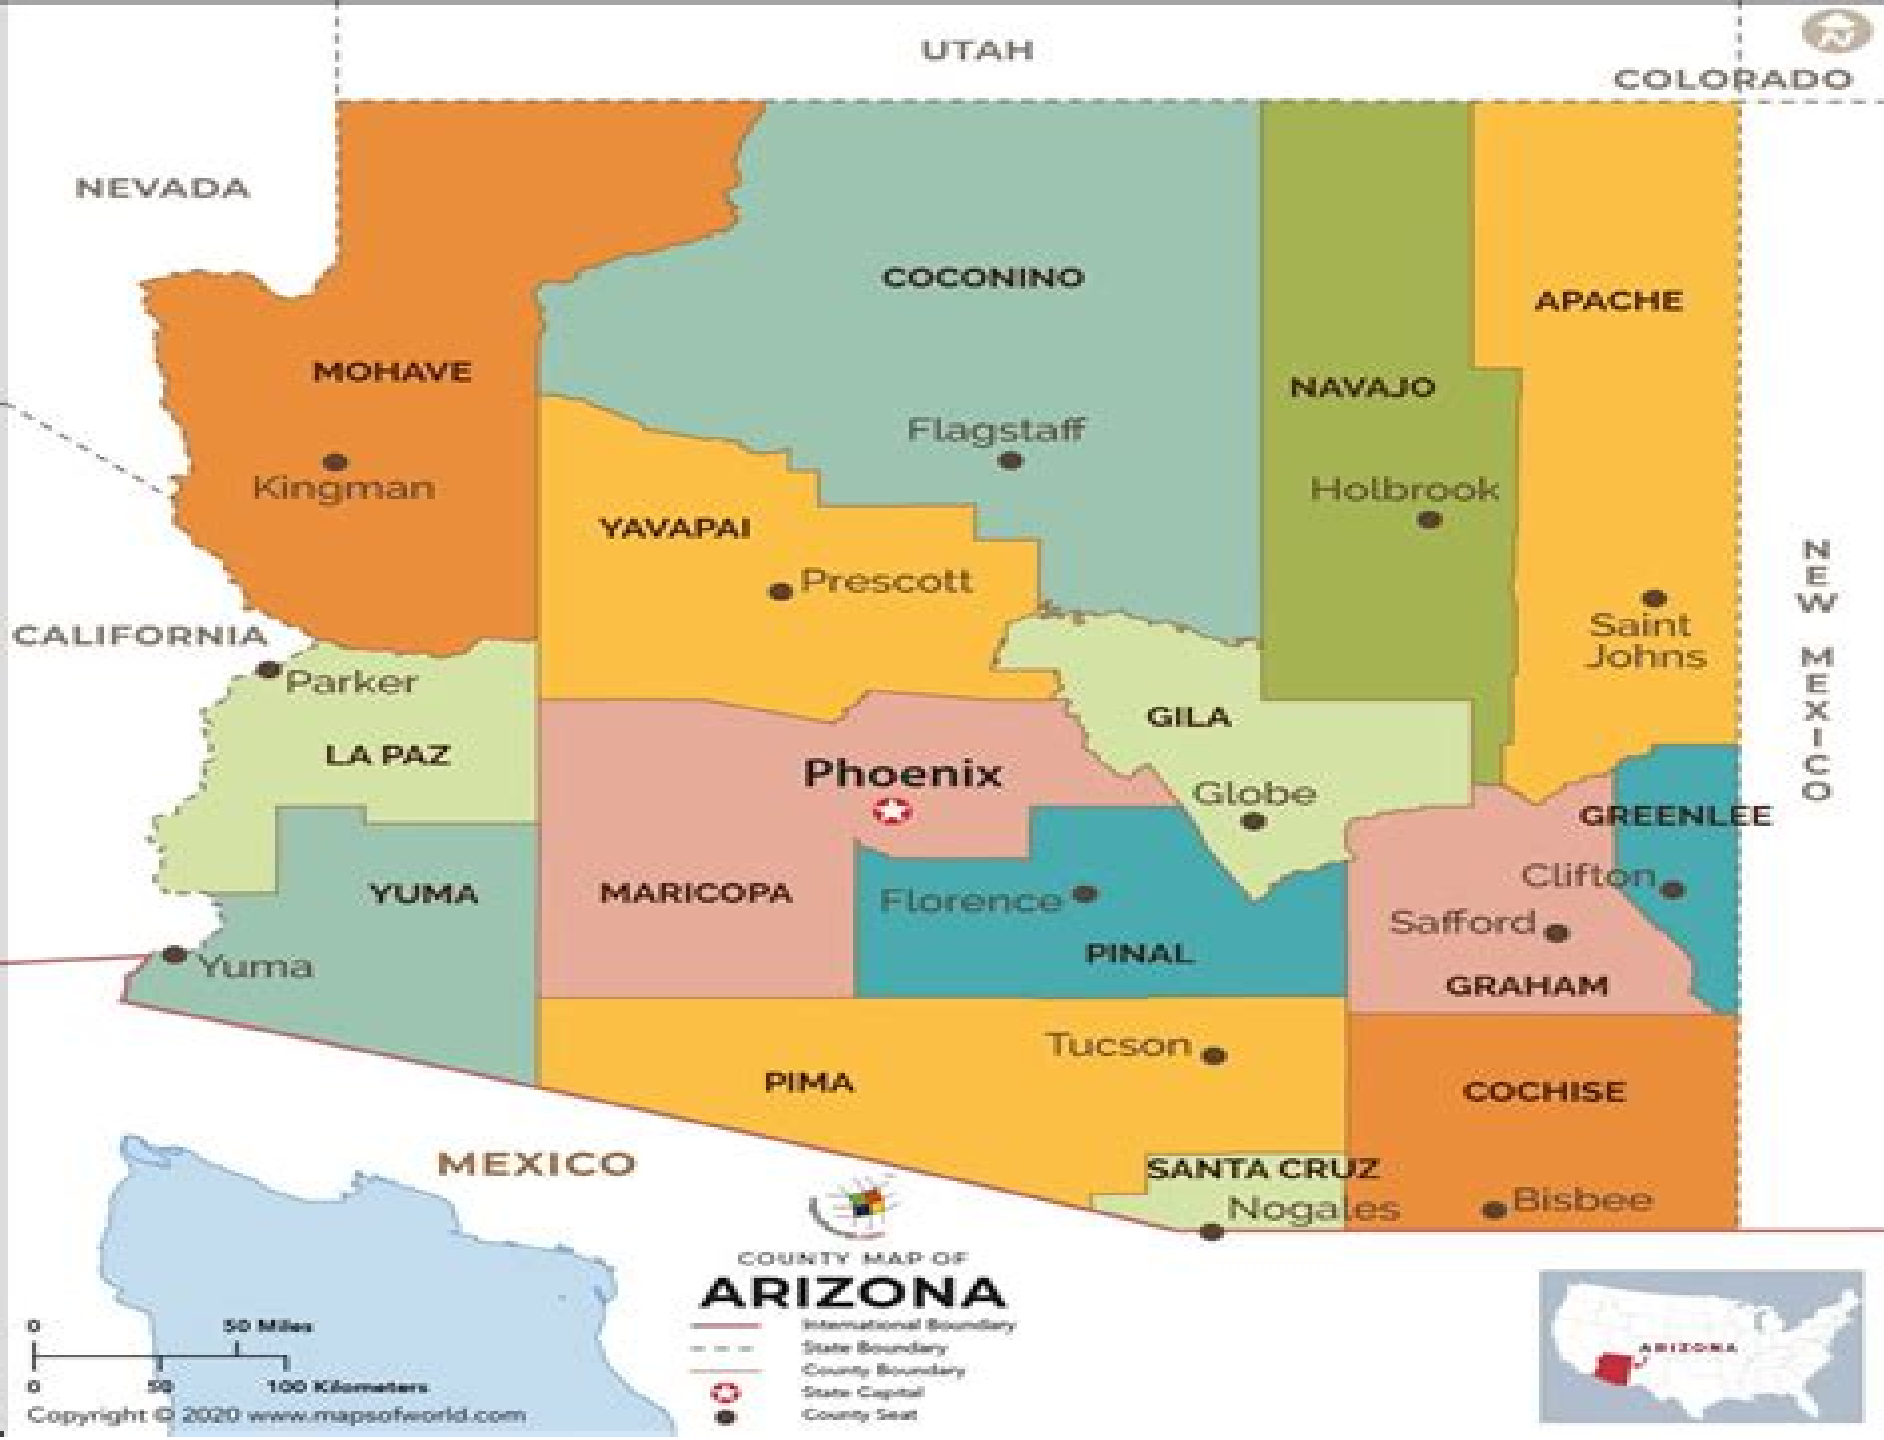 UTAH
COLORADO
N
NEVADA
COCONINO
APACHE
MOHAVE
NAVAJO
Flagstaff
Kingman
Holbrook
YAVAPAI
Prescott
NEW MEXICO
CALIFORNIA
Saint
Johns
Parker
GILA
LA PAZ
Phoenix
Globe
GREENLEE
Clifton
YUMA
MARICOPA
Florence
Safford
PINAL
GRAHAM
Yuma
Tucson
PIMA
COCHISE
MEXICO
SANTA CRUZ
Nogales
Bisbee
COUNTY MAP OF
ARIZONA
International Boundary
State Boundary
County Boundary
State Capital
County Seat
0 50 Miles
0 50 100 Kilometers
Copyright © 2020 www.mapsofworld.com
ARIZONA